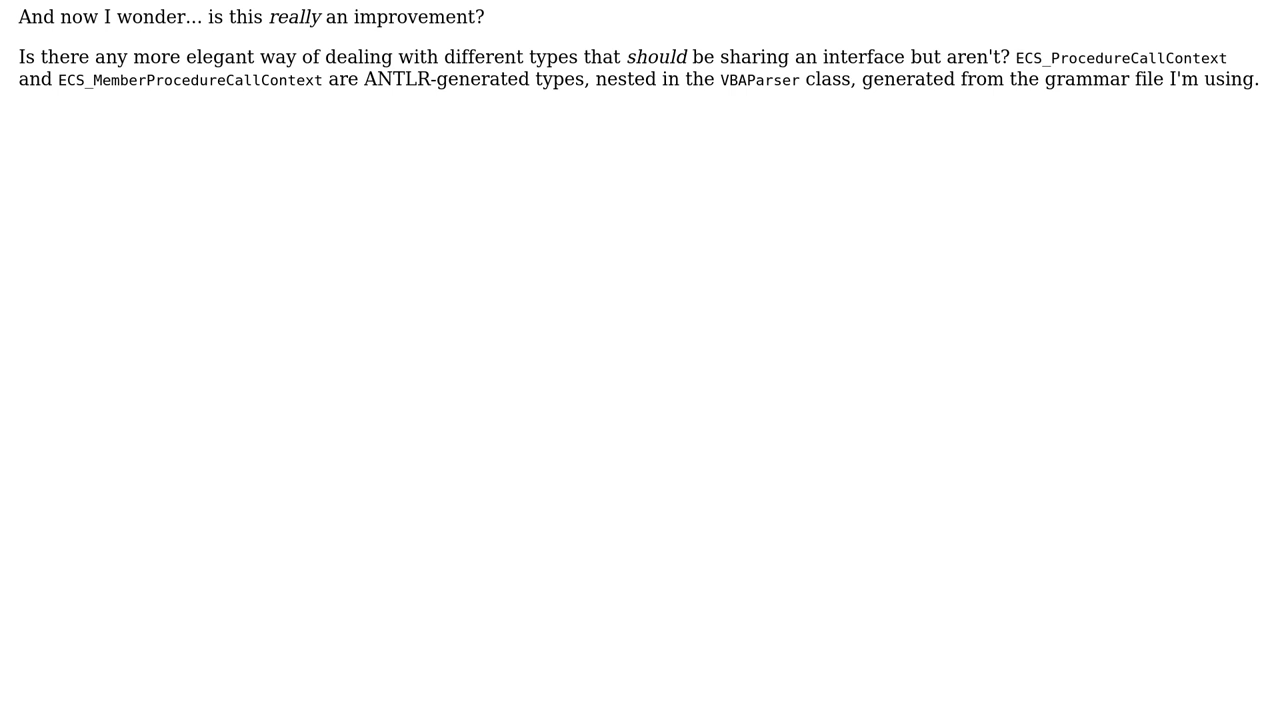 And now I wonder... is this really an improvement?
Is there any more elegant way of dealing with different types that should be sharing an interface but aren't? ECS_ProcedureCallContext
and ECS_MemberProcedureCallContext are ANTLR-generated types, nested in the VBAParser class, generated from the grammar file I'm using.